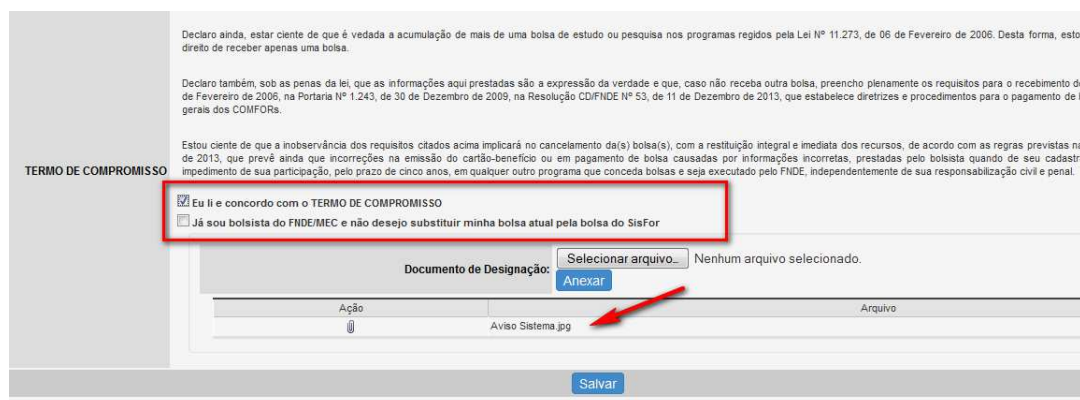 Declaro ainda, estar ciente de que é vedada a acumulação de mais de uma bolsa de estudo ou pesquisa nos programas regidos pela Lei Nº 11.273, de 06 de Fevereiro de 2006. Desta forma, esto
direito de receber apenas uma bolsa.
Declaro também, sob as penas da lei, que as informações aqui prestadas são a expressão da verdade e que, caso não receba outra bolsa, preencho plenamente os requisitos para o recebimento d
de Fevereiro de 2006, na Portaria Nº 1.243, de 30 de Dezembro de 2009, na Resolução CD/FNDE Nº 53, de 11 de Dezembro de 2013, que estabelece diretrizes e procedimentos para o pagamento de
gerais dos COMFORs.
Estou ciente de que a inobservância dos requisitos citados acima implicará no cancelamento da(s) bolsa(s), com a restituição integral e imediata dos recursos, de acordo com as regras previstas na
de 2013, que prevê ainda que incorreções na emissão do cartão-benefício ou em pagamento de bolsa causadas por informações incorretas, prestadas pelo bolsista quando de seu cadastr
TERMO DE COMPROMISSO
impedimento de sua participação, pelo prazo de cinco anos, em qualquer outro programa que conceda bolsas e seja executado pelo FNDE, independentemente de sua responsabilização civil e penal.
Eu li e concordo com o TERMO DE COMPROMISSO
Já sou bolsista do FNDE/MEC e não desejo substituir minha bolsa atual pela bolsa do SisFor
Documento de Designação: Selecionar arquivo... Nenhum arquivo selecionado.
Anexar
Ação Arquivo
Aviso Sistema.jpg
Salvar